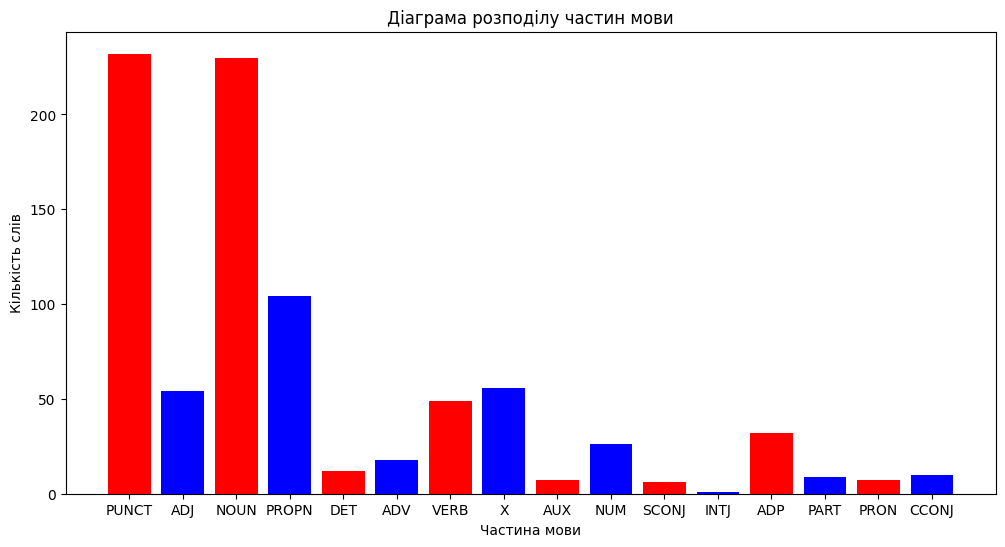 Діаграма розподілу частин мови
Кількість слів
200
150
100
50
0
PUNCT ADJ NOUN PROPN DET ADV VERB X AUX NUM SCONJ INTJ ADP PART PRON CCONJ
Частина мови